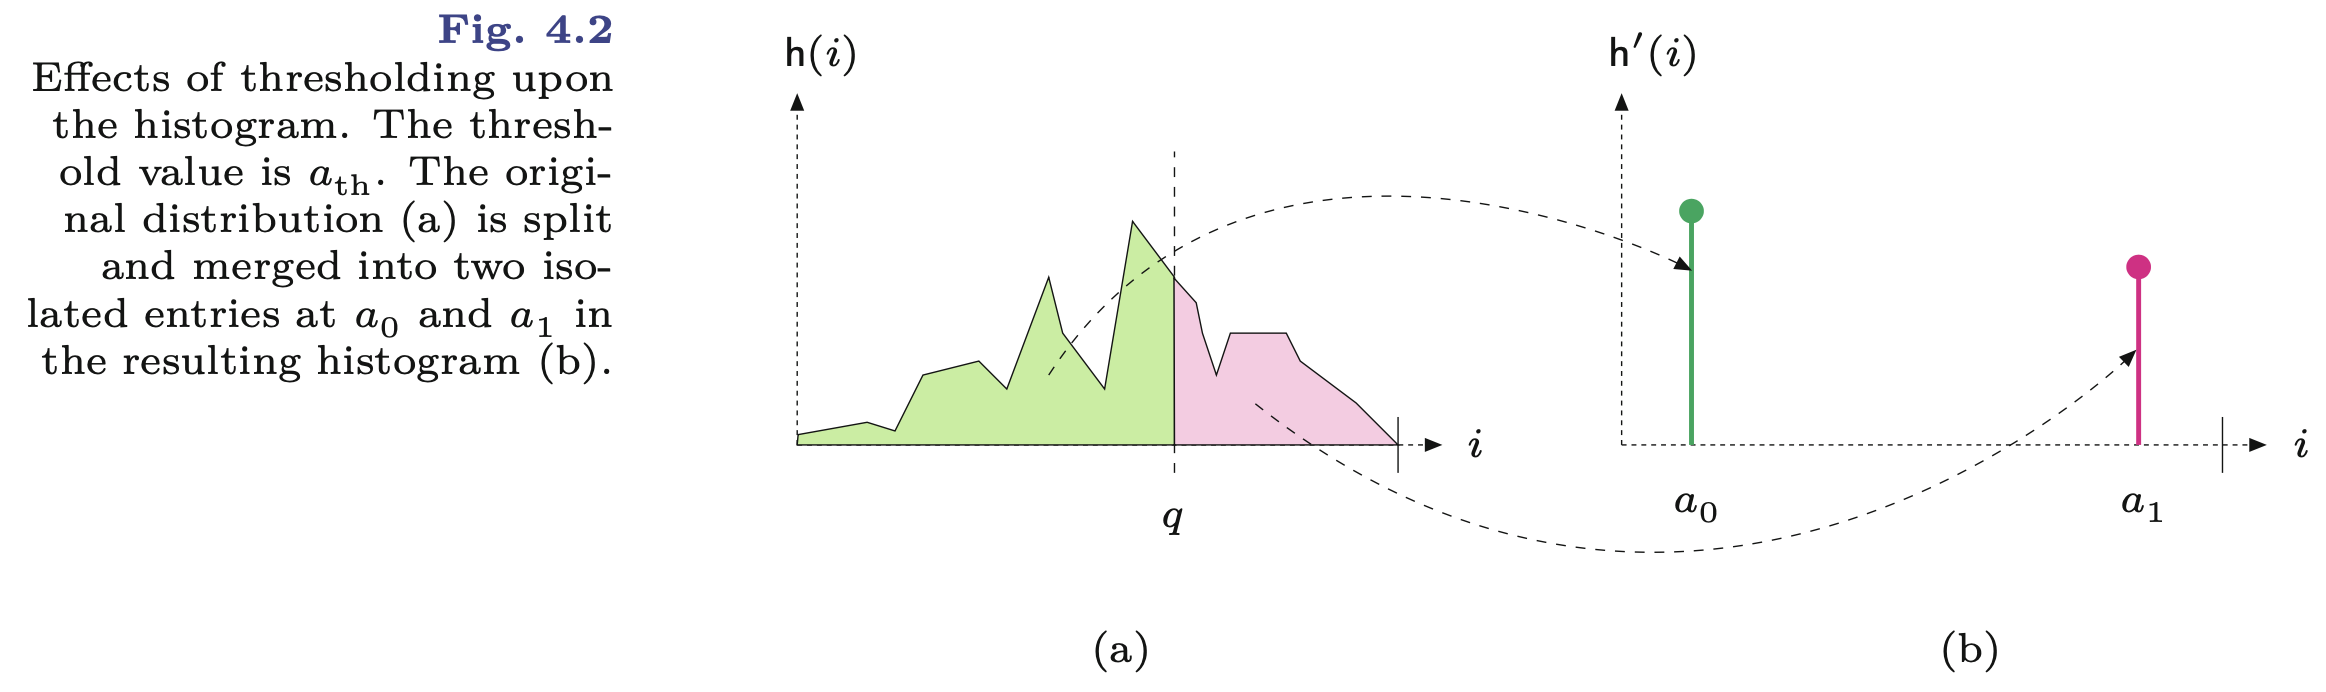 Fig. 4.2
Effects of thresholding upon
the histogram. The thresh-
old value is a_th. The origi-
nal distribution (a) is split
and merged into two iso-
lated entries at a_0 and a_1 in
the resulting histogram (b).
h(i)
i
q
(a)
h′(i)
i
a_0
a_1
(b)